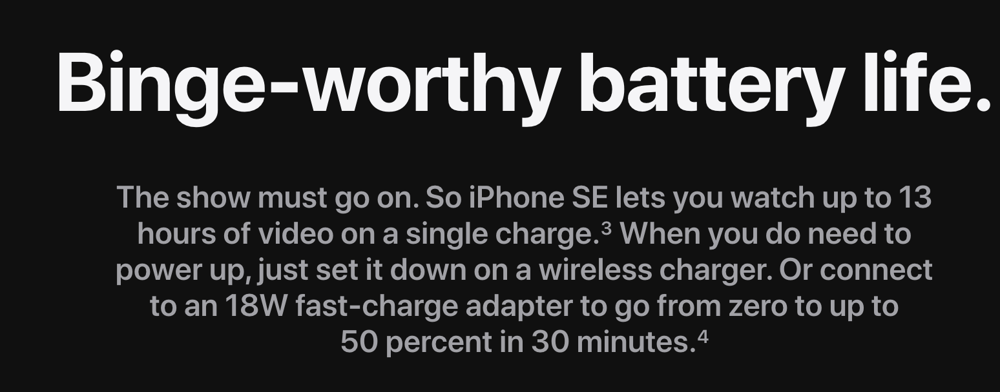 Binge-worthy battery life.
The show must go on. So iPhone SE lets you watch up to 13
hours of video on a single charge.³ When you do need to
power up, just set it down on a wireless charger. Or connect
to an 18W fast-charge adapter to go from zero to up to
50 percent in 30 minutes.⁴